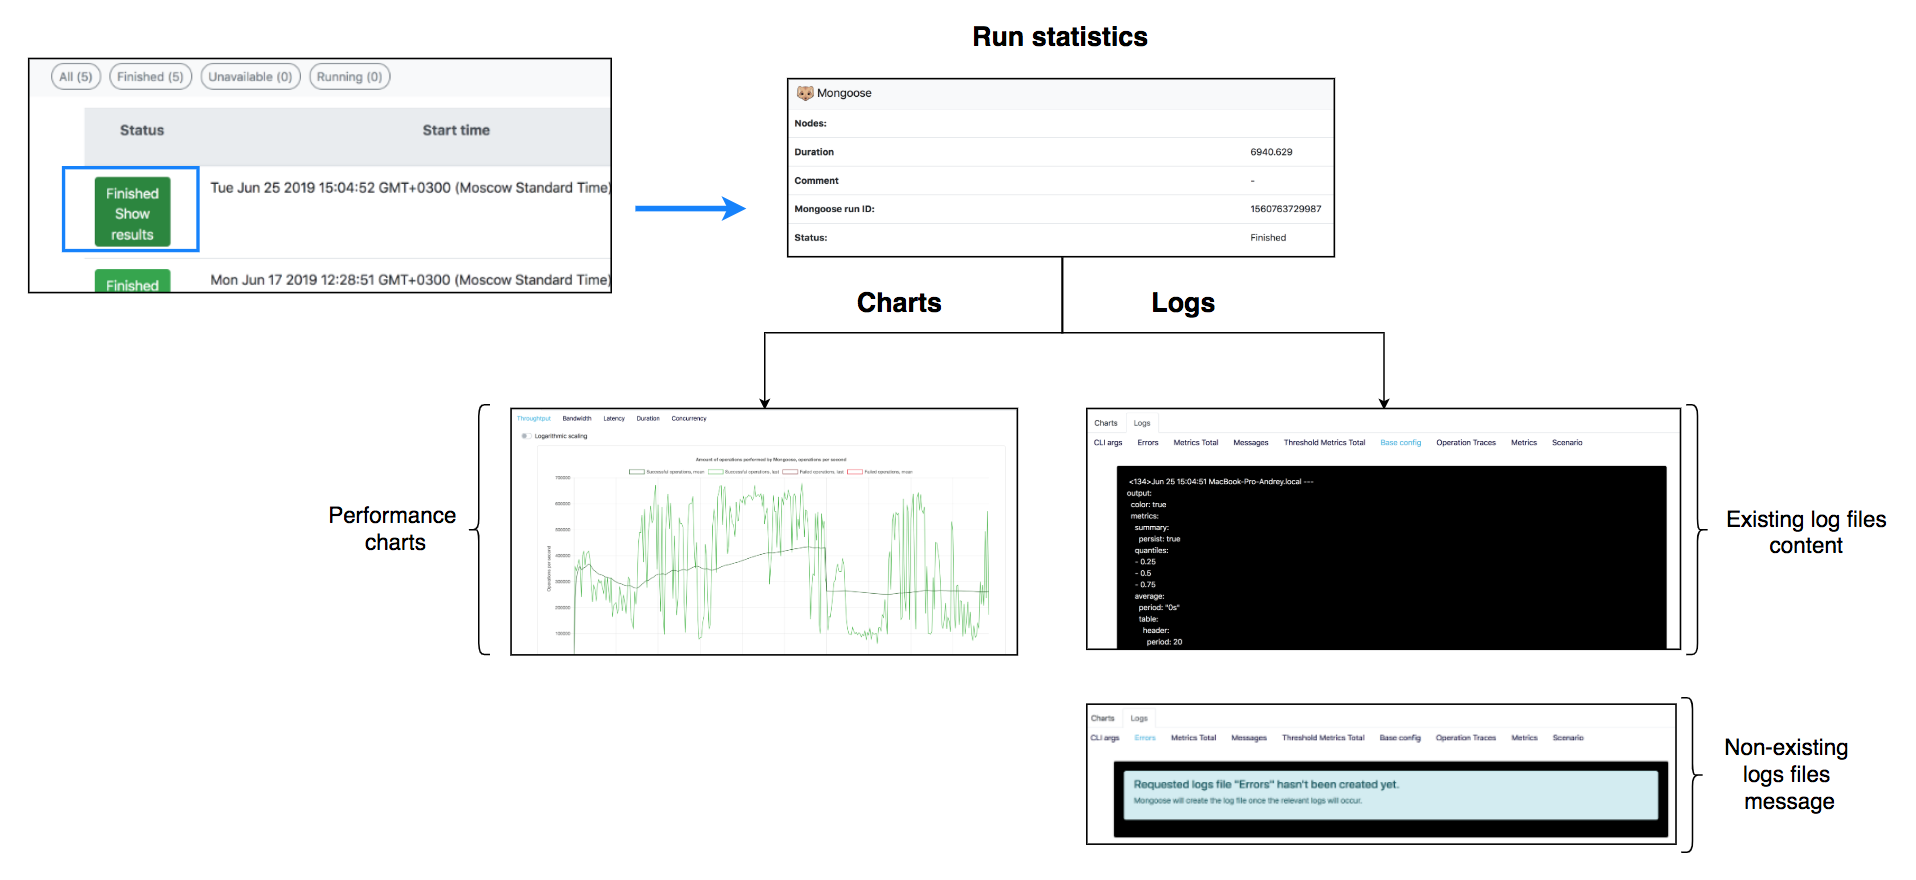 Run statistics
All (5) Finished (5) Unavailable (0) Running (0)
Status Start time
Finished Show results
Tue Jun 25 2019 15:04:52 GMT+0300 (Moscow Standard Time)
Finished
Mon Jun 17 2019 12:28:51 GMT+0300 (Moscow Standard Time)
Mongoose
Nodes:
Duration 6940.629
Comment -
Mongoose run ID: 1560763729987
Status: Finished
Charts
Logs
Performance
charts
Throughtput Bandwidth Latency Duration Concurrency
Logarithmic scaling
Amount of operations performed by Mongoose, operations per second
Successful operations, mean Successful operations, last Failed operations, last Failed operations, mean
Operations per second
700000
600000
500000
400000
300000
200000
100000
Charts Logs
CLI args Errors Metrics Total Messages Threshold Metrics Total Base config Operation Traces Metrics Scenario
<134>Jun 25 15:04:51 MacBook-Pro-Andrey.local ---
output:
color: true
metrics:
summary:
persist: true
quantiles:
- 0.25
- 0.5
- 0.75
average:
period: "0s"
table:
header:
period: 20
Existing log files
content
Charts Logs
CLI args Errors Metrics Total Messages Threshold Metrics Total Base config Operation Traces Metrics Scenario
Requested logs file "Errors" hasn't been created yet.
Mongoose will create the log file once the relevant logs will occur.
Non-existing
logs files
message